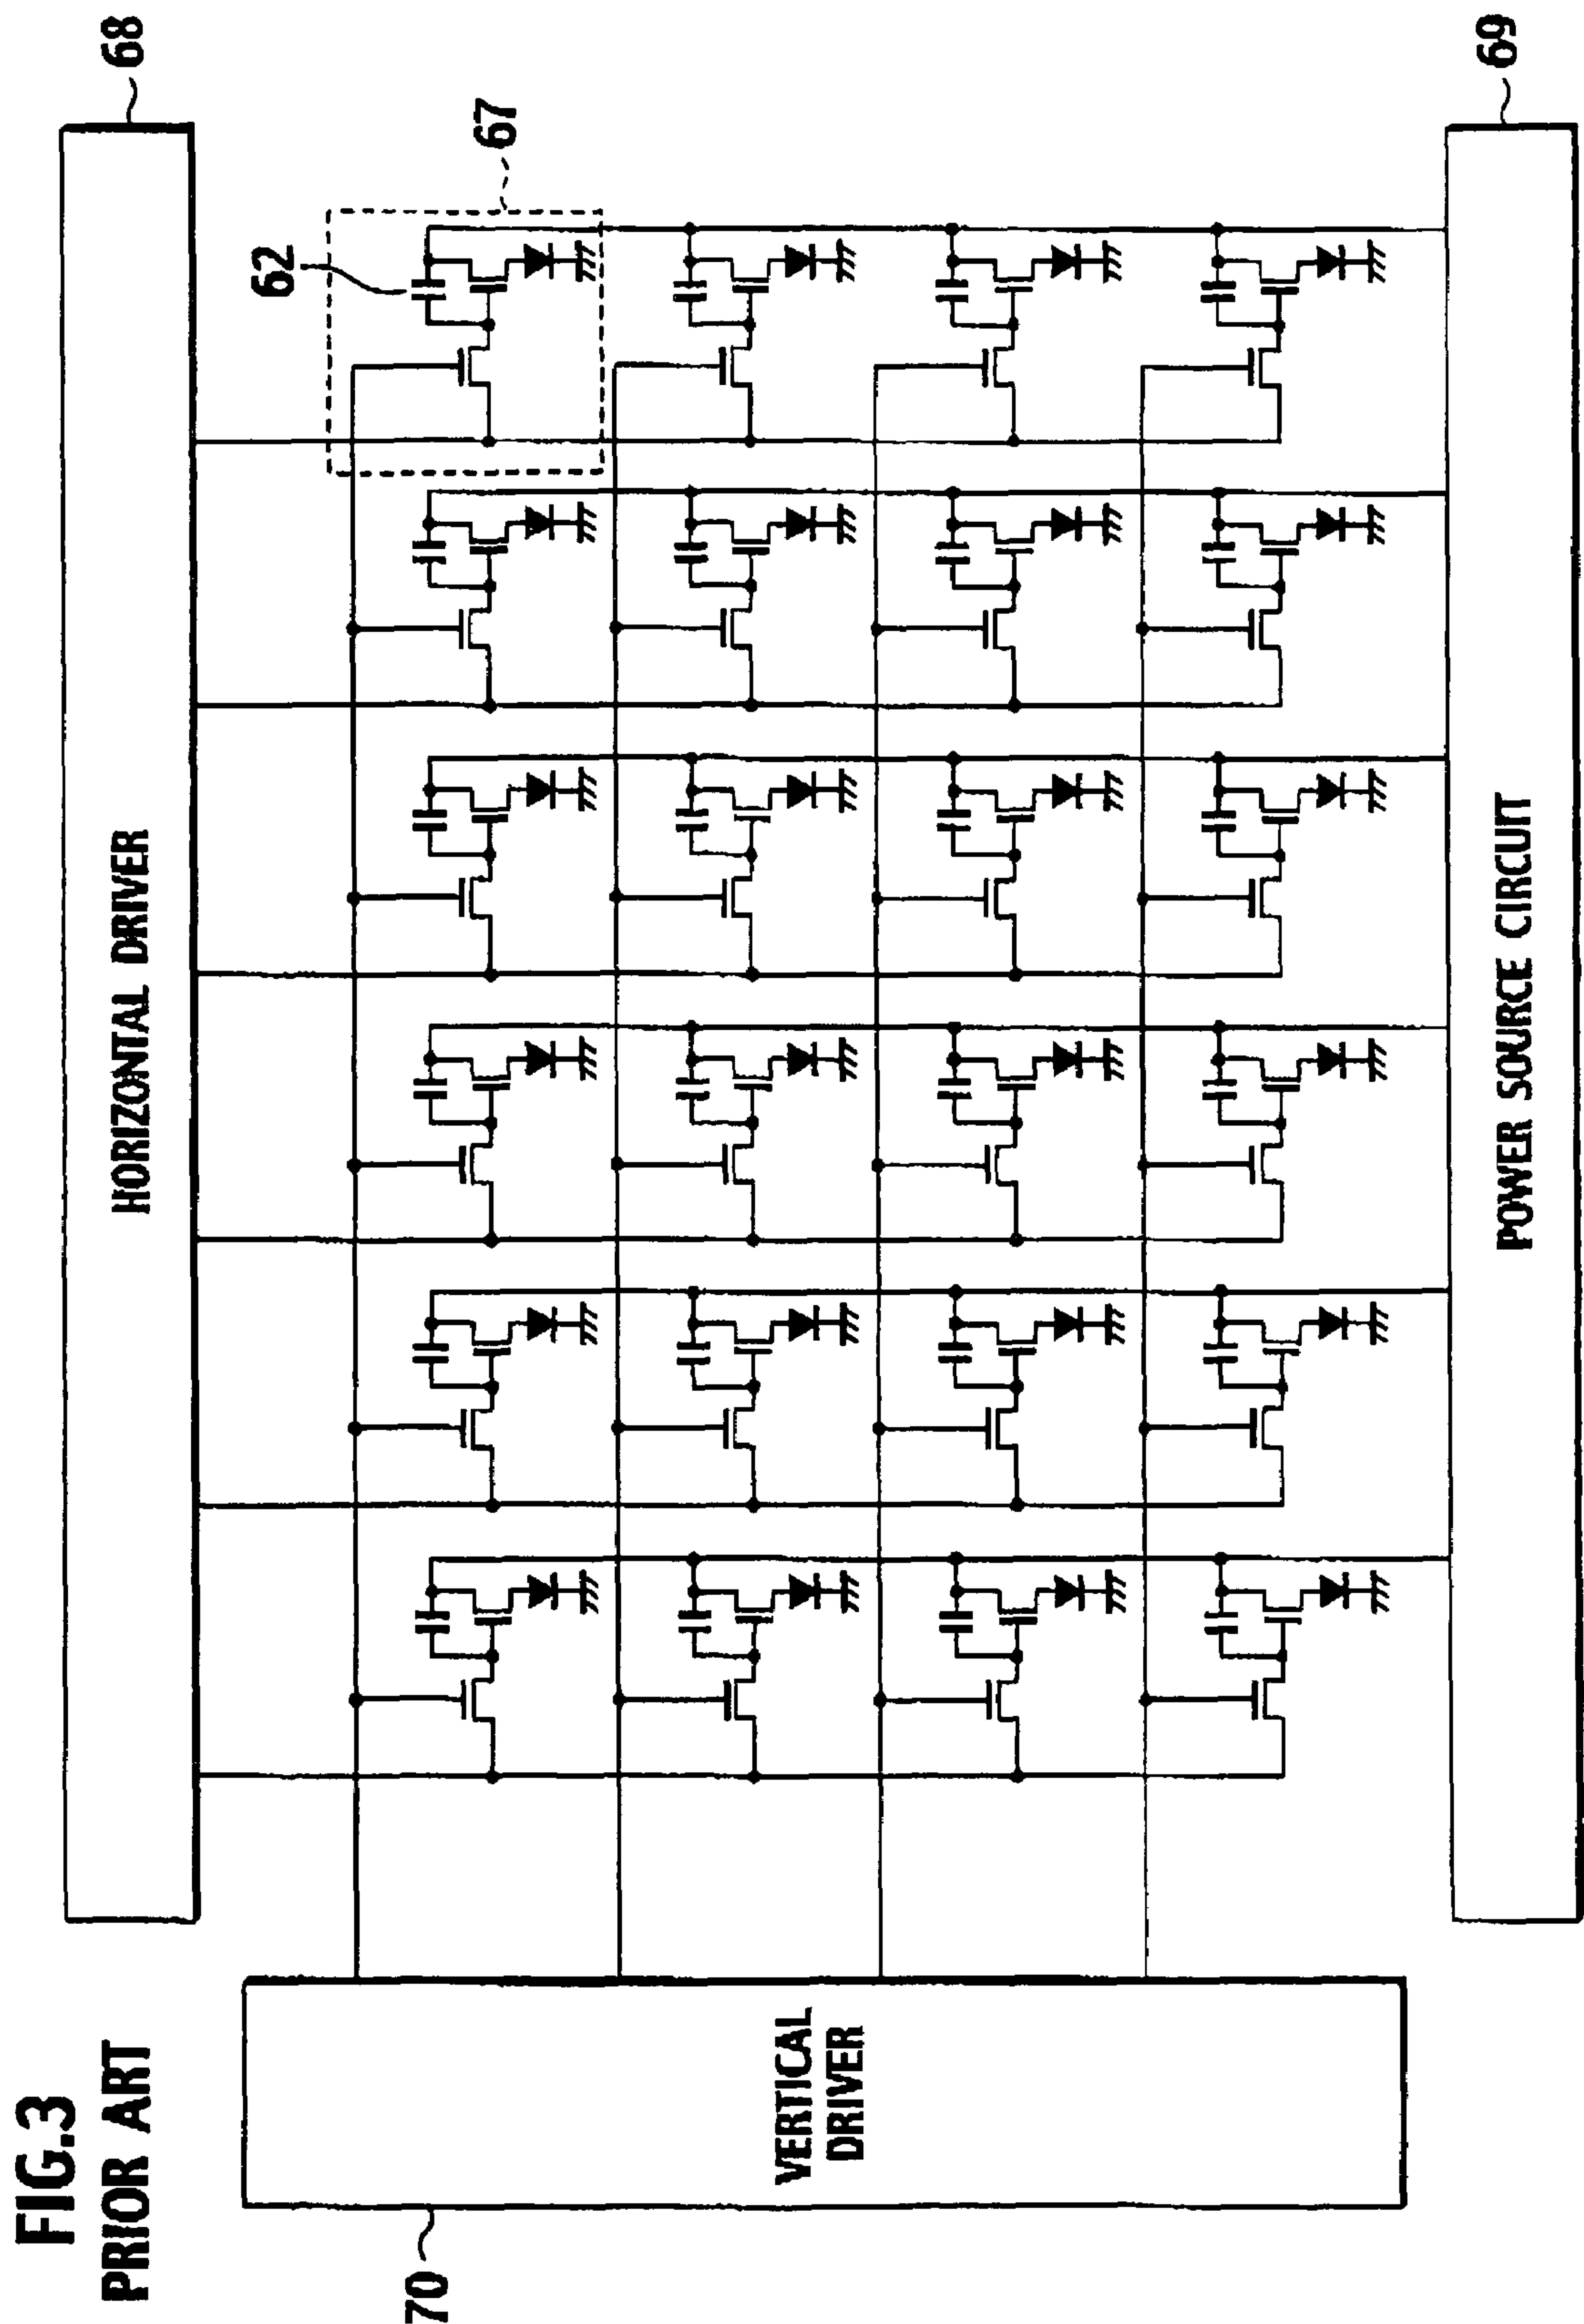 FIG.3
PRIOR ART
HORIZONTAL DRIVER
68
62
67
70
VERTICAL
DRIVER
POWER SOURCE CIRCUIT
69